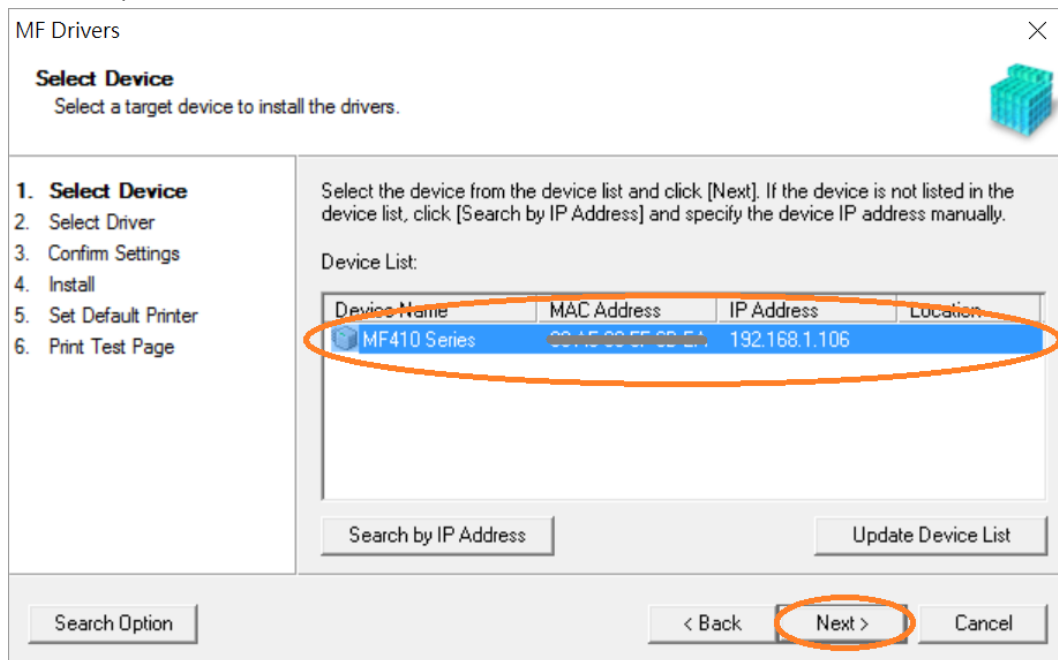 MF Drivers
Select Device
Select a target device to install the drivers.
1. Select Device
2. Select Driver
3. Confirm Settings
4. Install
5. Set Default Printer
6. Print Test Page
Select the device from the device list and click [Next]. If the device is not listed in the
device list, click [Search by IP Address] and specify the device IP address manually.
Device List:
Device Name MAC Address IP Address Location
MF410 Series 192.168.1.106
Search by IP Address Update Device List
Search Option < Back Next > Cancel